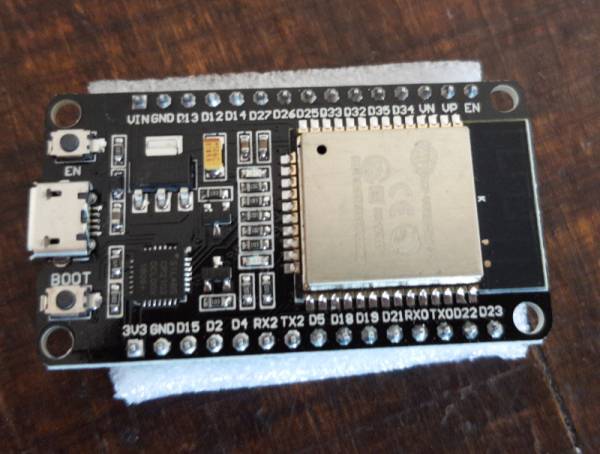 VIN GND D13 D12 D14 D27 D26 D25 D33 D32 D35 D34 VN VP EN
EN
BOOT
3V3 GND D15 D2 D4 RX2 TX2 D5 D18 D19 D21 RX0 TX0 D22 D23